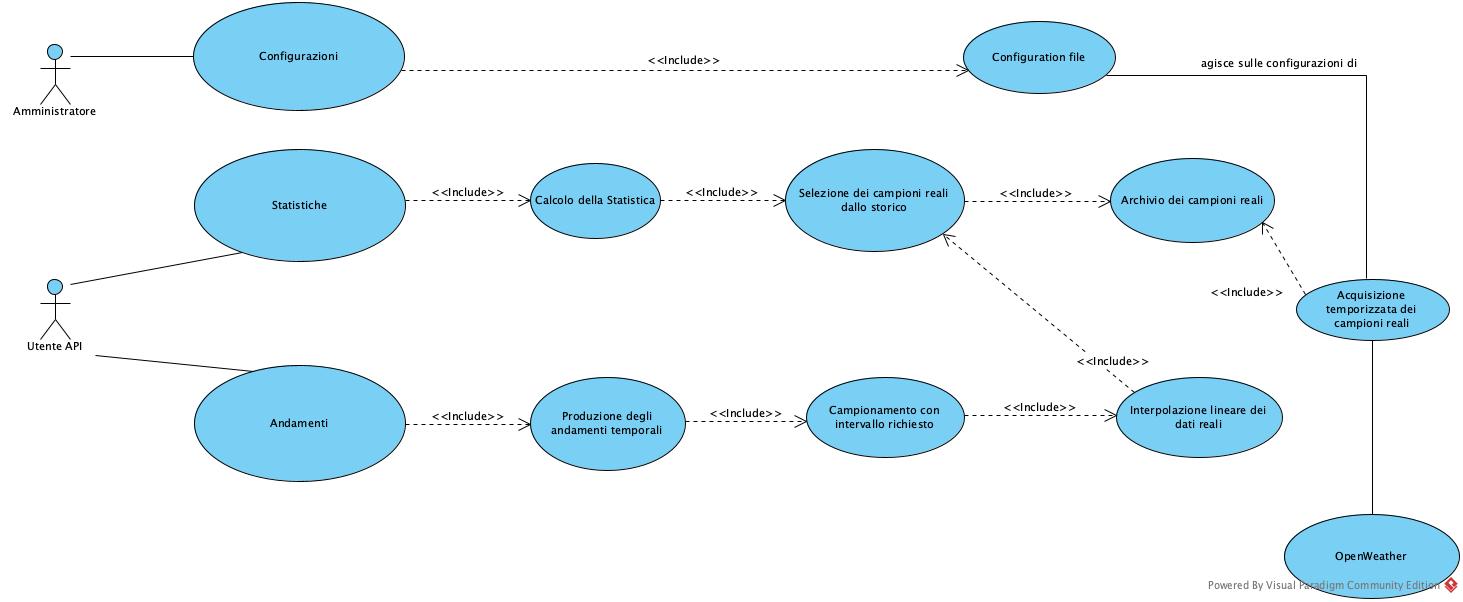 Configurazioni
<<Include>>
Configuration file
agisce sulle configurazioni di
Amministratore
Statistiche
<<Include>>
Calcolo della Statistica
<<Include>>
Selezione dei campioni reali
dallo storico
<<Include>>
Archivio dei campioni reali
<<Include>>
Acquisizione
temporizzata dei
campioni reali
Utente API
<<Include>>
Andamenti
<<Include>>
Produzione degli
andamenti temporali
<<Include>>
Campionamento con
intervallo richiesto
<<Include>>
Interpolazione lineare dei
dati reali
OpenWeather
Powered By Visual Paradigm Community Edition